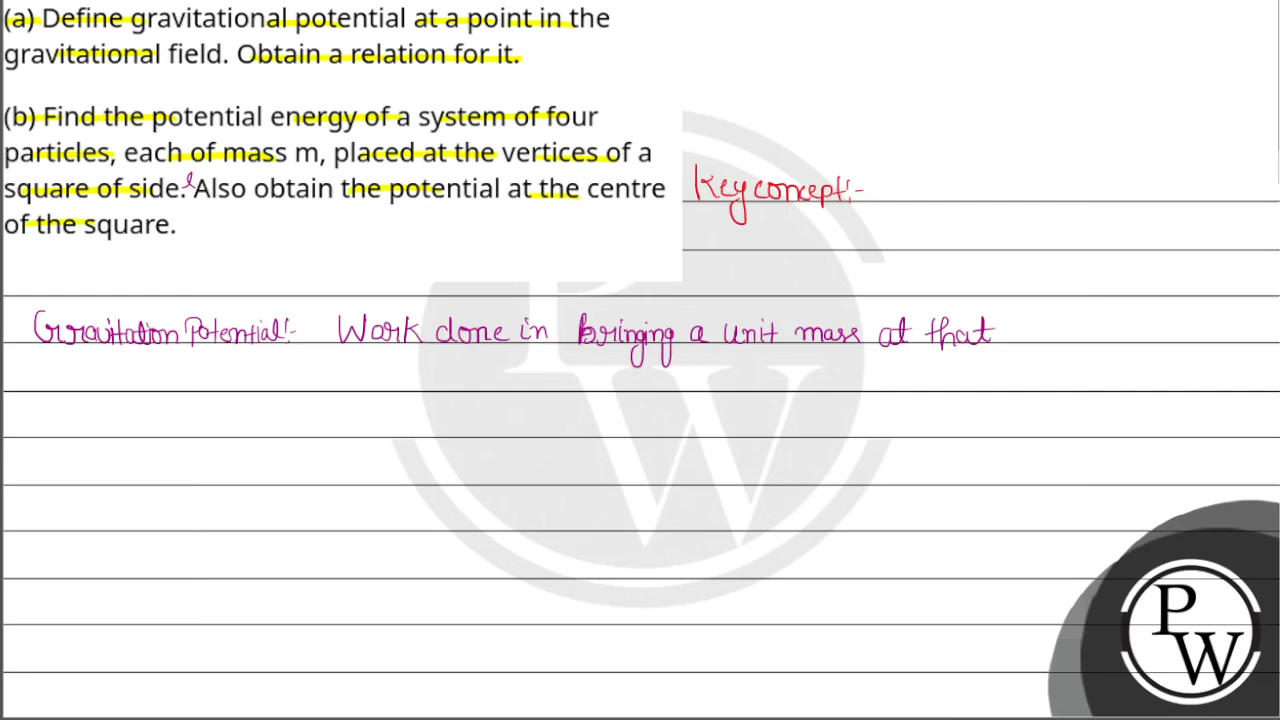 (a) Define gravitational potential at a point in the
gravitational field. Obtain a relation for it.
(b) Find the potential energy of a system of four
particles, each of mass m, placed at the vertices of a
square of side. l Also obtain the potential at the centre
of the square.
Key concept:-
Gravitation Potential:- Work done in bringing a unit mass at that
P
W